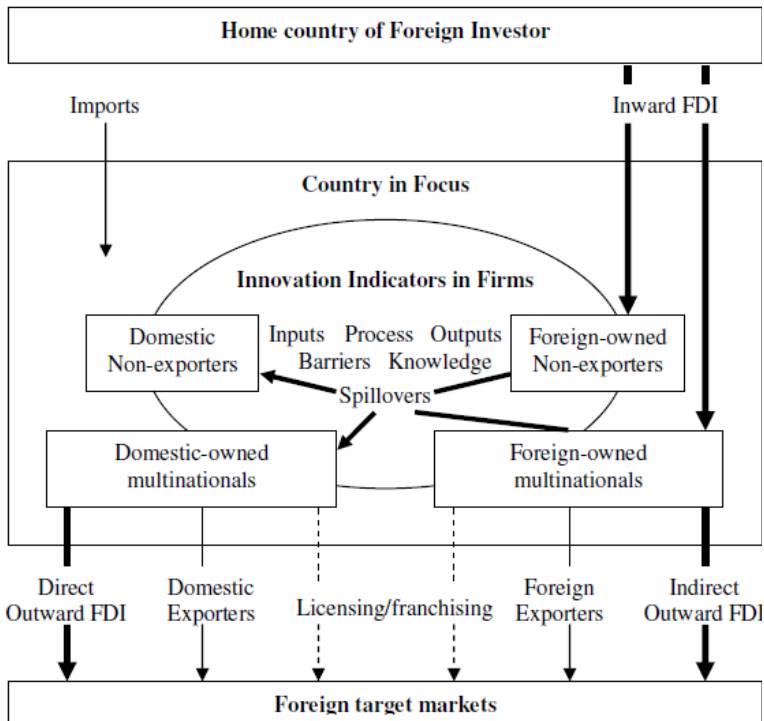 Home country of Foreign Investor
Imports
Inward FDI
Country in Focus
Innovation Indicators in Firms
Domestic
Non-exporters
Inputs Process Outputs
Barriers Knowledge
Spillovers
Foreign-owned
Non-exporters
Domestic-owned
multinationals
Foreign-owned
multinationals
Direct
Outward FDI
Domestic
Exporters
Licensing/franchising
Foreign
Exporters
Indirect
Outward FDI
Foreign target markets